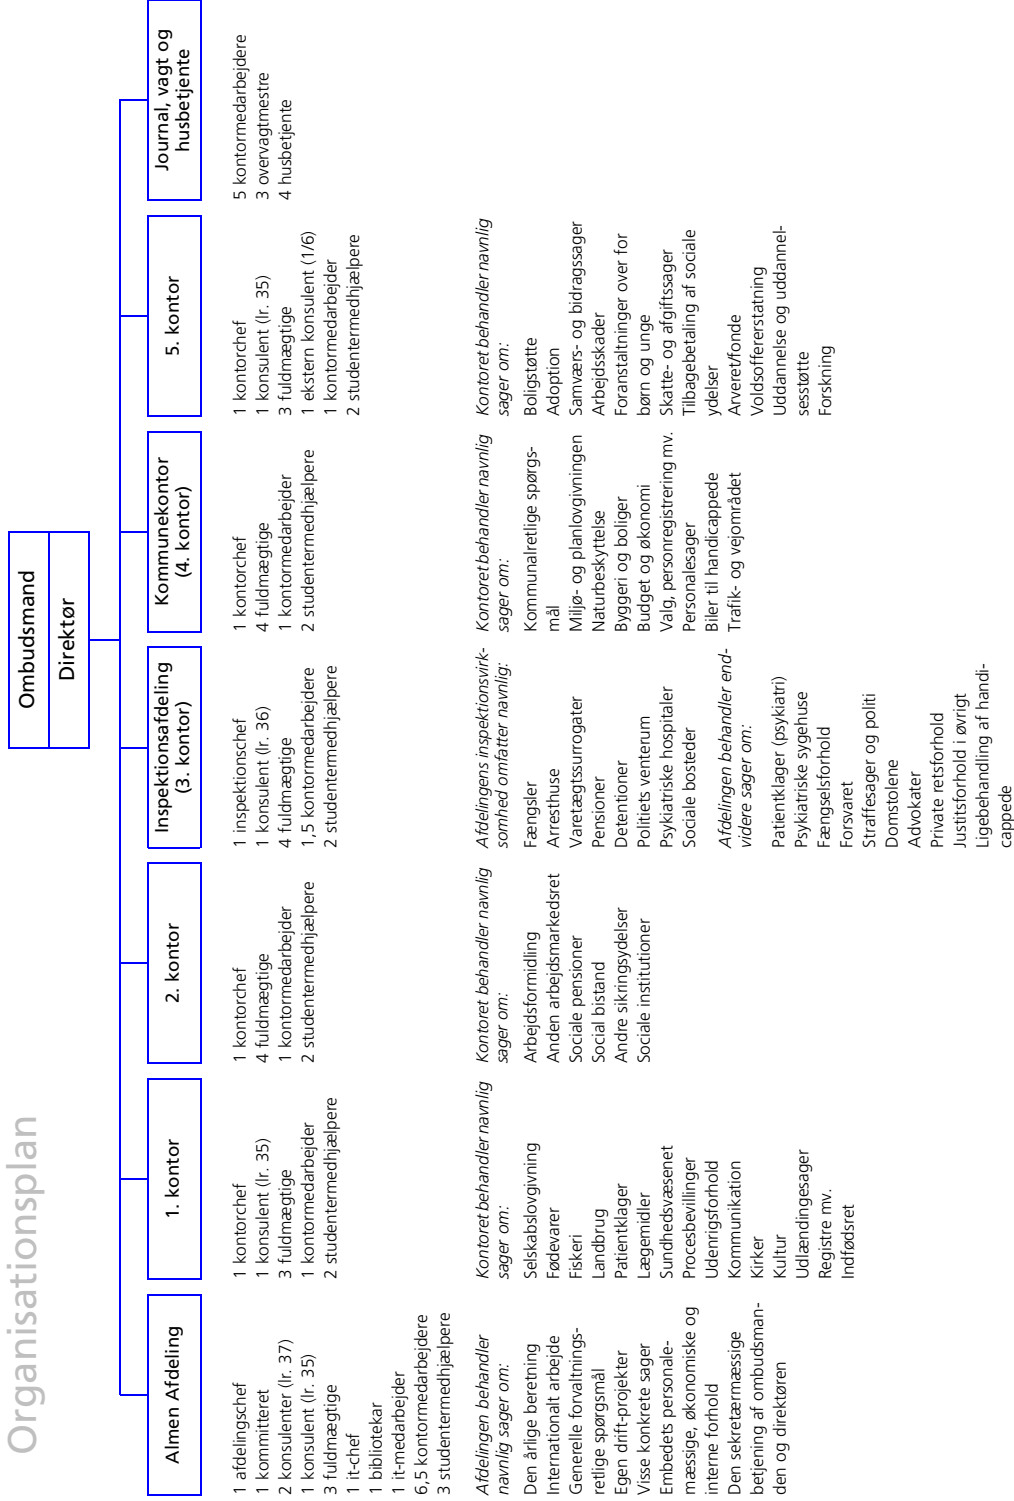 Organisationsplan
Ombudsmand
Direktør
Almen Afdeling
1 afdelingschef
1 kommitteret
2 konsulenter (lr. 37)
1 konsulent (lr. 35)
3 fuldmægtige
1 it-chef
1 bibliotekar
1 it-medarbejder
6,5 kontormedarbejdere
3 studentermedhjælpere
Afdelingen behandler
navnlig sager om:
Den årlige beretning
Internationalt arbejde
Generelle forvaltnings-
retlige spørgsmål
Egen drift-projekter
Visse konkrete sager
Embedets personale-
mæssige, økonomiske og
interne forhold
Den sekretærmæssige
betjening af ombudsman-
den og direktøren
1. kontor
1 kontorchef
1 konsulent (lr. 35)
3 fuldmægtige
1 kontormedarbejder
2 studentermedhjælpere
Kontoret behandler navnlig
sager om:
Selskabslovgivning
Fødevarer
Fiskeri
Landbrug
Patientklager
Lægemidler
Sundhedsvæsenet
Procesbevillinger
Udenrigsforhold
Kommunikation
Kirker
Kultur
Udlændingesager
Registre mv.
Indfødsret
2. kontor
1 kontorchef
4 fuldmægtige
1 kontormedarbejder
2 studentermedhjælpere
Kontoret behandler navnlig
sager om:
Arbejdsformidling
Anden arbejdsmarkedsret
Sociale pensioner
Social bistand
Andre sikringsydelser
Sociale institutioner
Inspektionsafdeling
(3. kontor)
1 inspektionschef
1 konsulent (lr. 36)
4 fuldmægtige
1,5 kontormedarbejdere
2 studentermedhjælpere
Afdelingens inspektionsvirk-
somhed omfatter navnlig:
Fængsler
Arresthuse
Varetægtssurrogater
Pensioner
Detentioner
Politiets venterum
Psykiatriske hospitaler
Sociale bosteder
Afdelingen behandler end-
videre sager om:
Patientklager (psykiatri)
Psykiatriske sygehuse
Fængselsforhold
Forsvaret
Straffesager og politi
Domstolene
Advokater
Private retsforhold
Justitsforhold i øvrigt
Ligebehandling af handi-
cappede
Kommunekontor
(4. kontor)
1 kontorchef
4 fuldmægtige
1 kontormedarbejder
2 studentermedhjælpere
Kontoret behandler navnlig
sager om:
Kommunalretlige spørgs-
mål
Miljø- og planlovgivningen
Naturbeskyttelse
Byggeri og boliger
Budget og økonomi
Valg, personregistrering mv.
Personalesager
Biler til handicappede
Trafik- og vejområdet
5. kontor
1 kontorchef
1 konsulent (lr. 35)
3 fuldmægtige
1 ekstern konsulent (1/6)
1 kontormedarbejder
2 studentermedhjælpere
Kontoret behandler navnlig
sager om:
Boligstøtte
Adoption
Samværs- og bidragssager
Arbejdsskader
Foranstaltninger over for
børn og unge
Skatte- og afgiftssager
Tilbagebetaling af sociale
ydelser
Arveret/fonde
Voldsoffererstatning
Uddannelse og uddannel-
sesstøtte
Forskning
Journal, vagt og
husbetjente
5 kontormedarbejdere
3 overvagtmestre
4 husbetjente